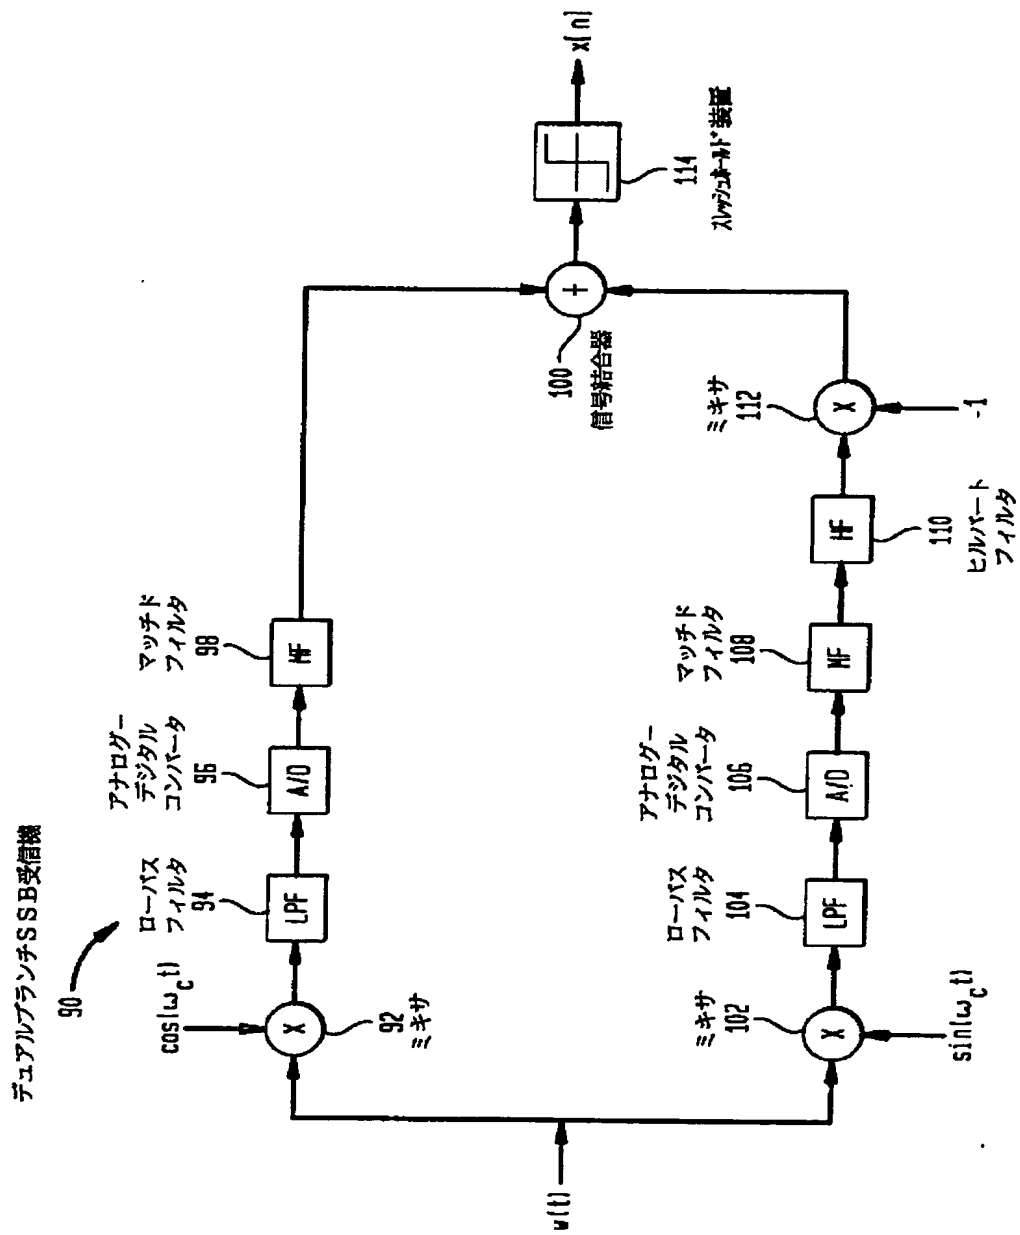 デュアルブランチSSB受信機
90
cos(ω_c t)
X
92
ミキサ
ローパス
フィルタ
94
LPF
アナログー
デジタル
コンバータ
96
A/D
マッチド
フィルタ
98
MF
w(t)
ミキサ
102
X
sin(ω_c t)
ローパス
フィルタ
104
LPF
アナログー
デジタル
コンバータ
106
A/D
マッチド
フィルタ
108
MF
HF
110
ヒルバート
フィルタ
ミキサ
112
X
-1
+
100
信号結合器
114
スレッシュホールド装置
x[n]